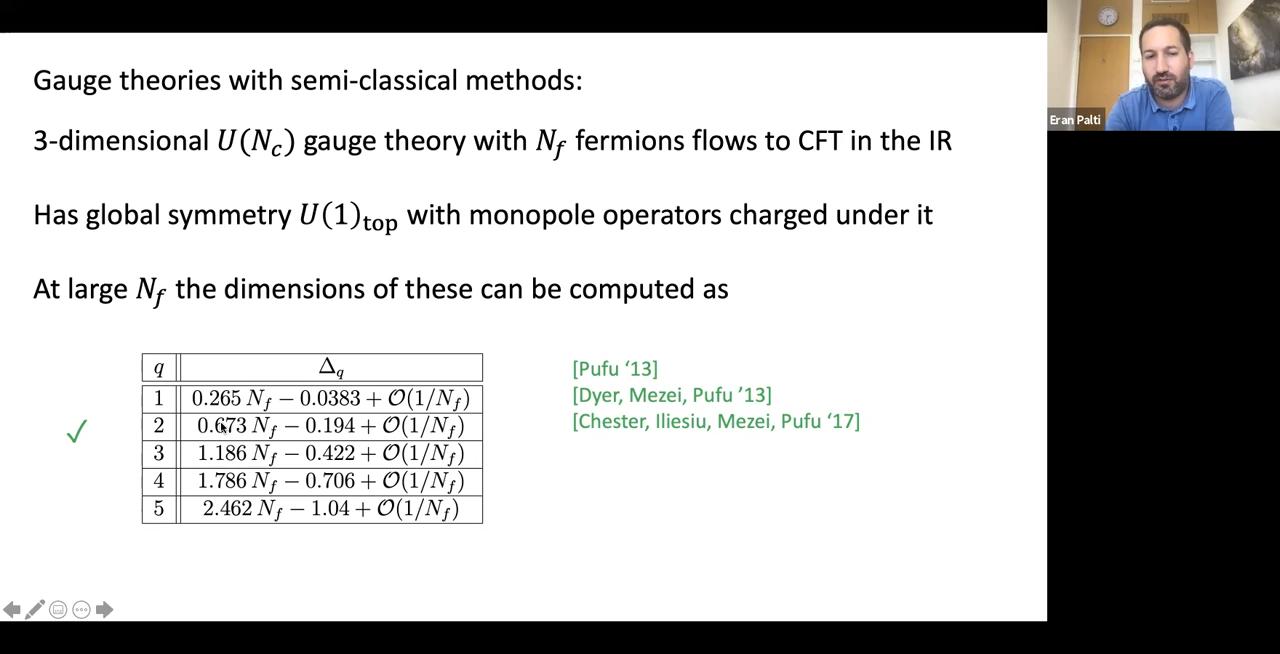 Gauge theories with semi-classical methods:
3-dimensional U(N_c) gauge theory with N_f fermions flows to CFT in the IR
Has global symmetry U(1)_top with monopole operators charged under it
At large N_f the dimensions of these can be computed as
q Δ_q
1 0.265 N_f − 0.0383 + O(1/N_f)
2 0.673 N_f − 0.194 + O(1/N_f)
3 1.186 N_f − 0.422 + O(1/N_f)
4 1.786 N_f − 0.706 + O(1/N_f)
5 2.462 N_f − 1.04 + O(1/N_f)
✓
[Pufu ‘13]
[Dyer, Mezei, Pufu ’13]
[Chester, Iliesiu, Mezei, Pufu ‘17]
Eran Palti